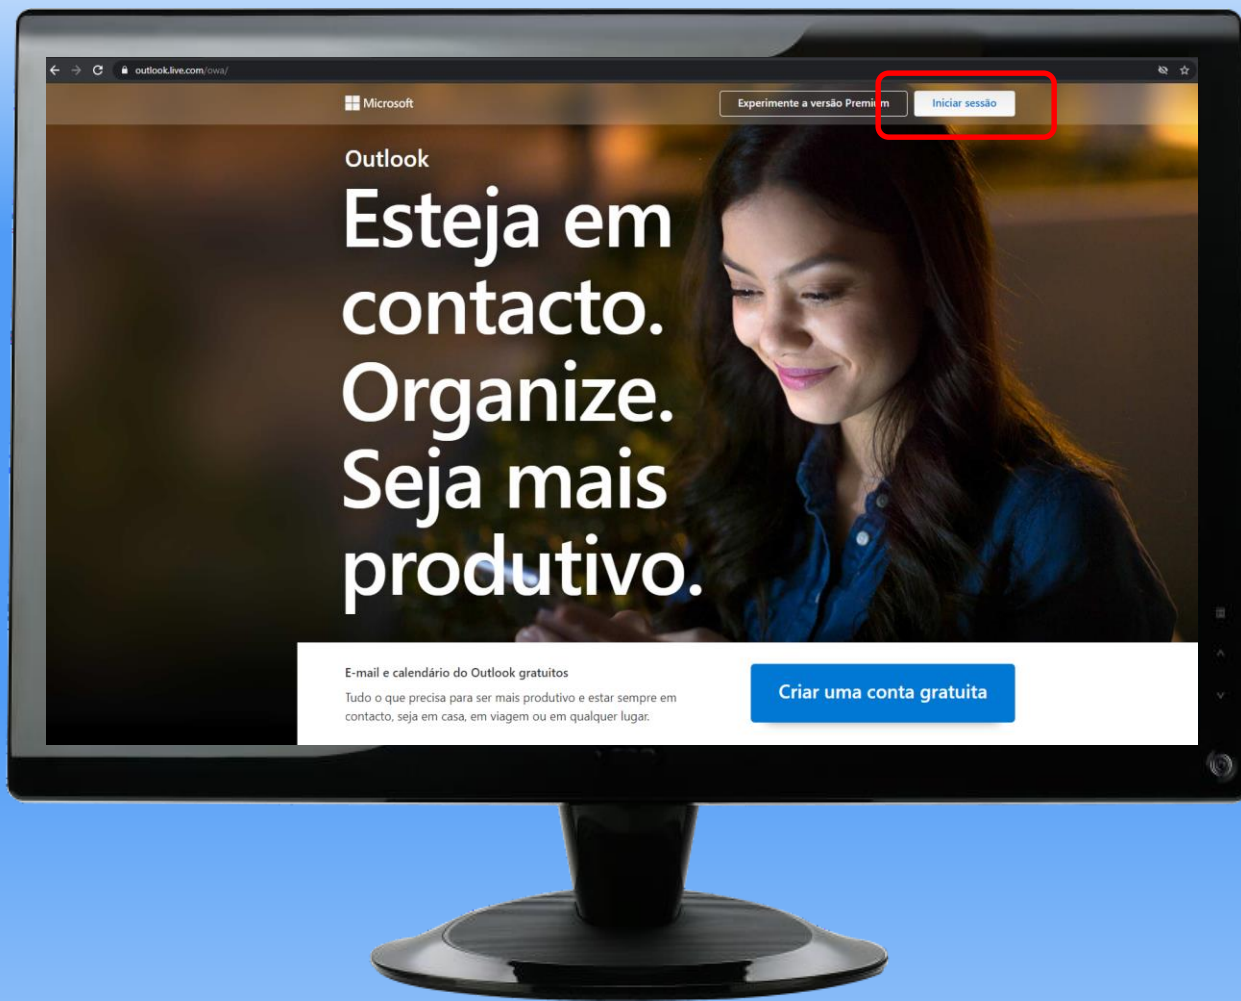 outlook.live.com/owa/
Microsoft
Experimente a versão Premium
Iniciar sessão
Outlook
Esteja em
contacto.
Organize.
Seja mais
produtivo.
E-mail e calendário do Outlook gratuitos
Tudo o que precisa para ser mais produtivo e estar sempre em
contacto, seja em casa, em viagem ou em qualquer lugar.
Criar uma conta gratuita